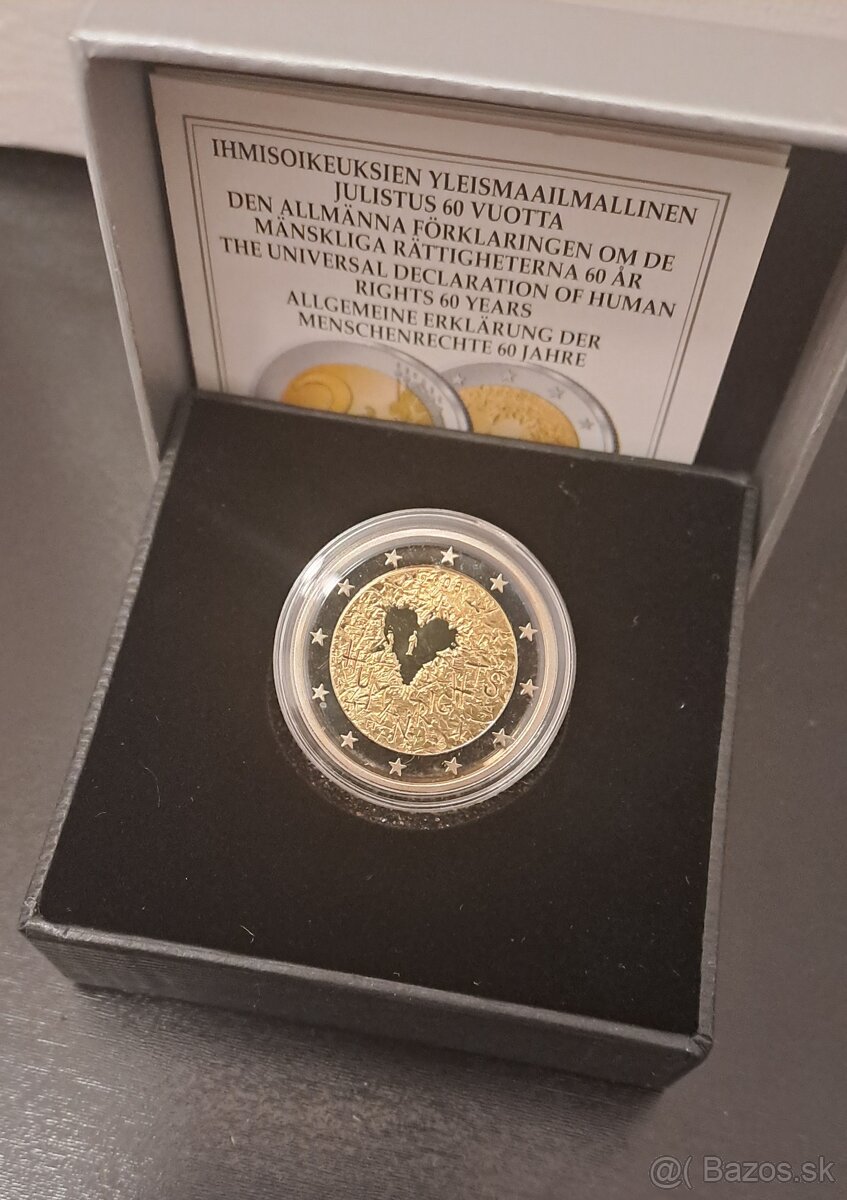 IHMISOIKEUKSIEN YLEISMAAILMALLINEN
JULISTUS 60 VUOTTA
DEN ALLMÄNNA FÖRKLARINGEN OM DE
MÄNSKLIGA RÄTTIGHETERNA 60 ÅR
THE UNIVERSAL DECLARATION OF HUMAN
RIGHTS 60 YEARS
ALLGEMEINE ERKLÄRUNG DER
MENSCHENRECHTE 60 JAHRE
@( Bazos.sk